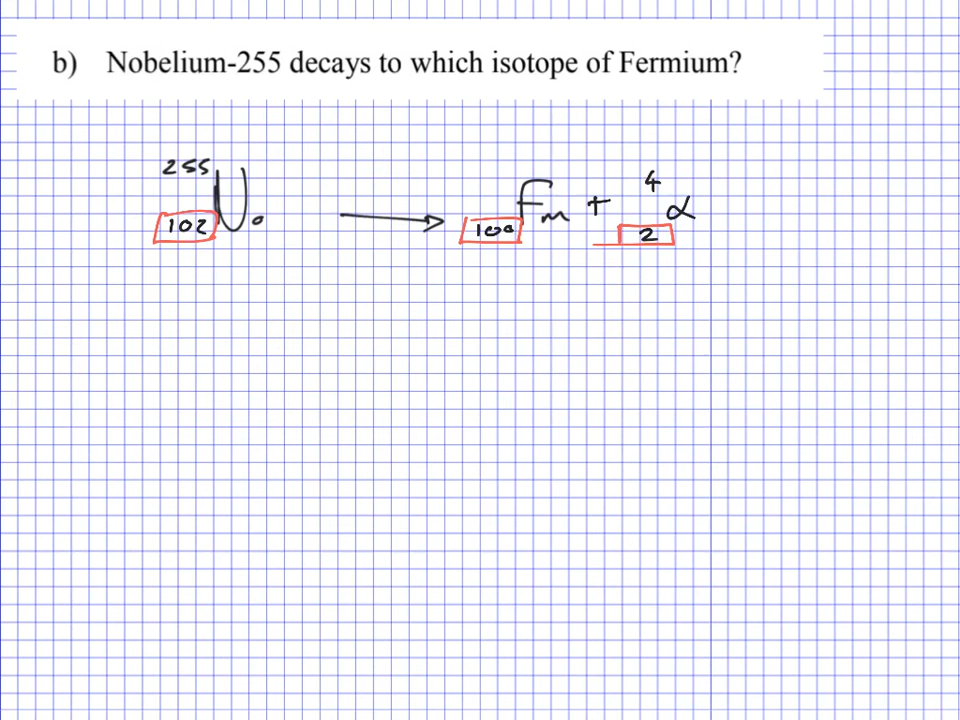 b) Nobelium-255 decays to which isotope of Fermium?
255 4
No Fm + α
102 100 2